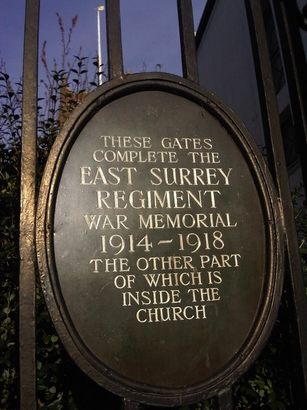 THESE GATES
COMPLETE THE
EAST SURREY
REGIMENT
WAR MEMORIAL
1914~1918
THE OTHER PART
OF WHICH IS
INSIDE THE
CHURCH